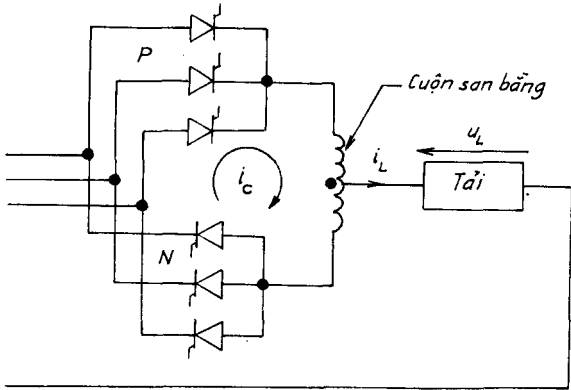 P
Cuộn san bằng
u_L
i_L
i_c
Tải
N